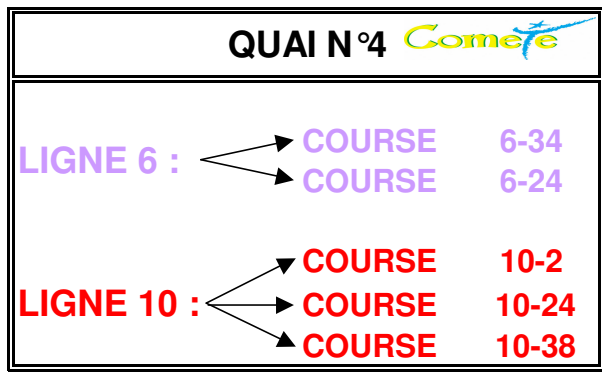 QUAI N°4 Comete
COURSE 6-34
LIGNE 6 :
COURSE 6-24
COURSE 10-2
LIGNE 10 : COURSE 10-24
COURSE 10-38